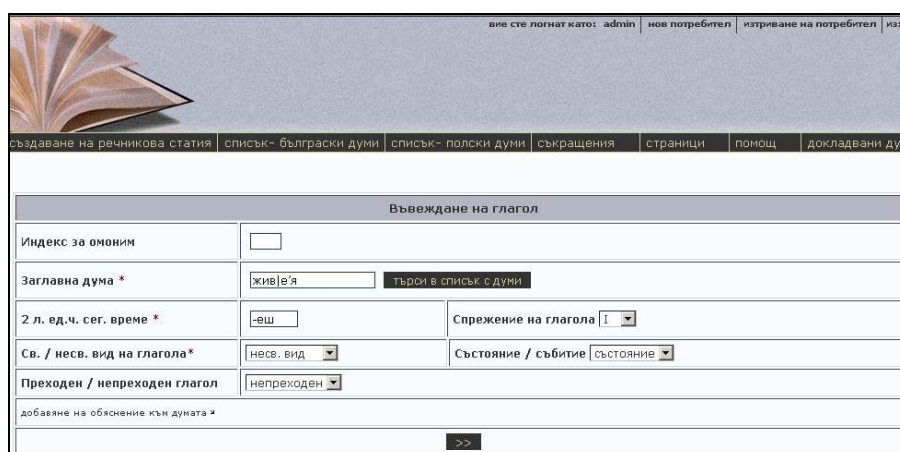 вие сте логнат като: admin нов потребител изтриване на потребител
създаване на речникова статия списък- бълграски думи списък- полски думи съкращения страници помощ докладвани
Въвеждане на глагол
Индекс за омоним
Заглавна дума * жив|е'я търси в списък с думи
2 л. ед.ч. сег. време * -еш Спрежение на глагола I
Св. / несв. вид на глагола* несв. вид Състояние / събитие състояние
Преходен / непреходен глагол непреходен
добавяне на обяснение към думата
>>